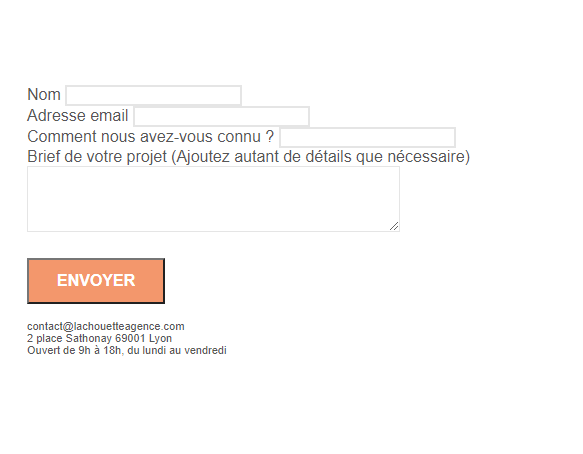 Nom
Adresse email
Comment nous avez-vous connu ?
Brief de votre projet (Ajoutez autant de détails que nécessaire)
ENVOYER
contact@lachouetteagence.com
2 place Sathonay 69001 Lyon
Ouvert de 9h à 18h, du lundi au vendredi